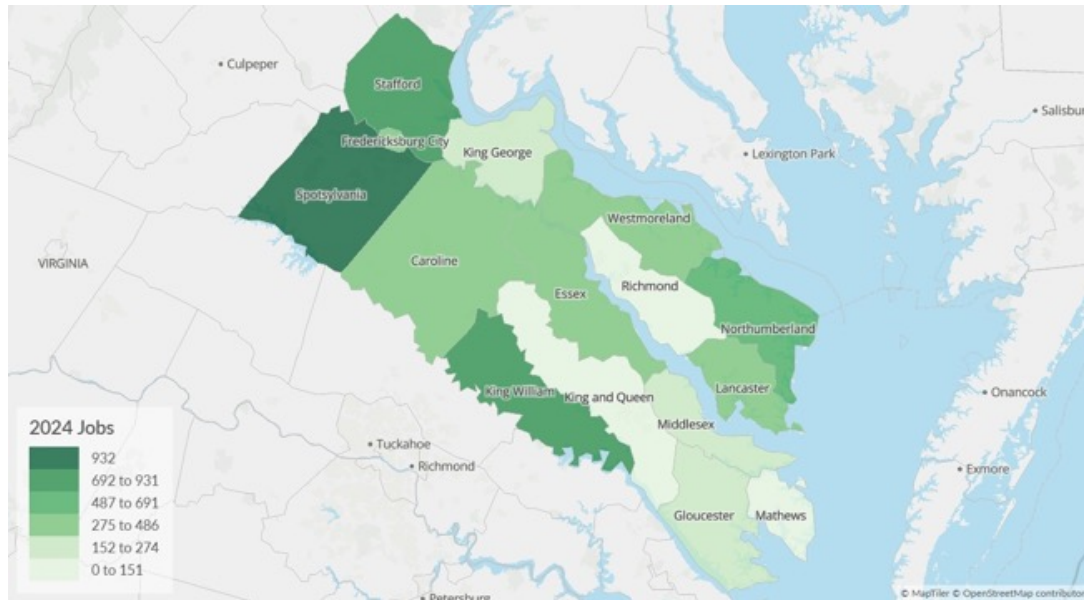 Culpeper
Stafford
Salisbu
Fredericksburg City
King George
Lexington Park
Spotsylvania
Westmoreland
VIRGINIA
Caroline
Richmond
Essex
Northumberland
King William
King and Queen
Lancaster
Onancock
Middlesex
2024 Jobs
932
692 to 931
487 to 691
275 to 486
152 to 274
0 to 151
Tuckahoe
Richmond
Exmore
Gloucester
Mathews
Petersburg
© MapTiler © OpenStreetMap contributor